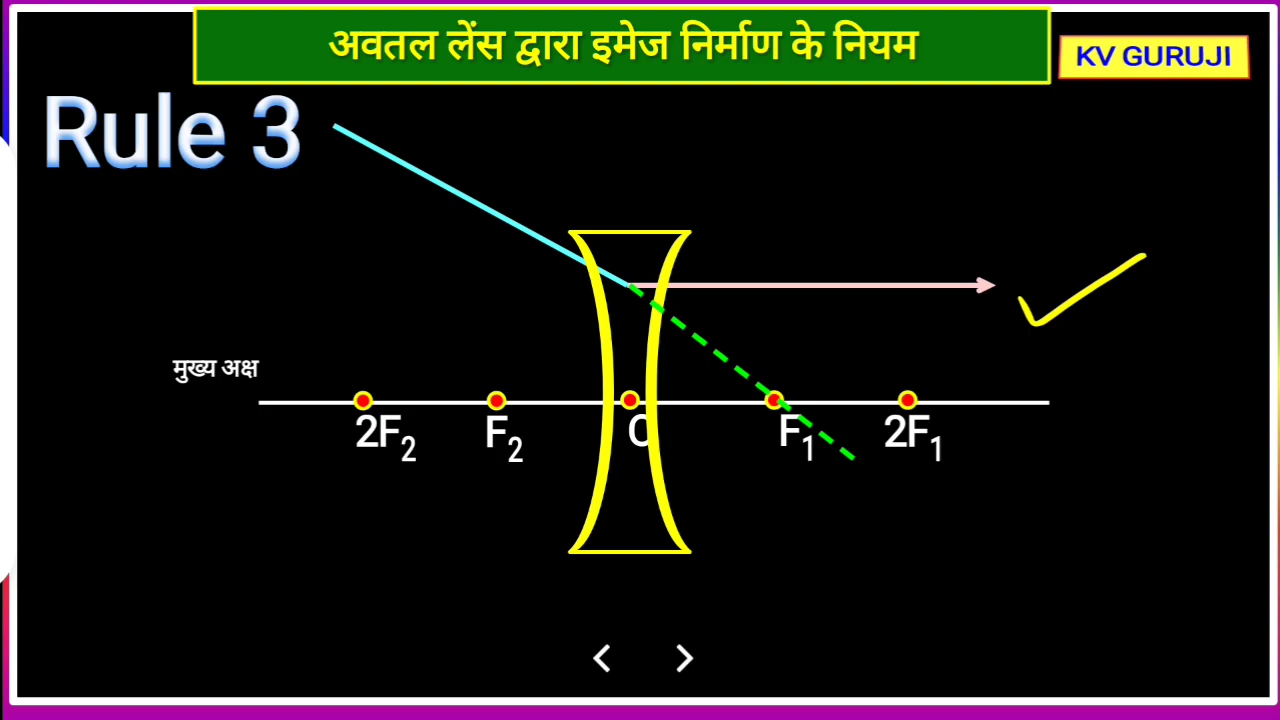 अवतल लेंस द्वारा इमेज निर्माण के नियम
KV GURUJI
Rule 3
मुख्य अक्ष
2F₂ F₂ O F₁ 2F₁